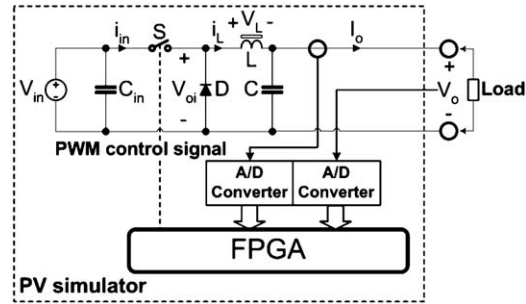 i_in S + V_L - I_o
i_L
L
+
V_in C_in V_oi D C V_o Load
-
PWM control signal
A/D Converter A/D Converter
FPGA
PV simulator